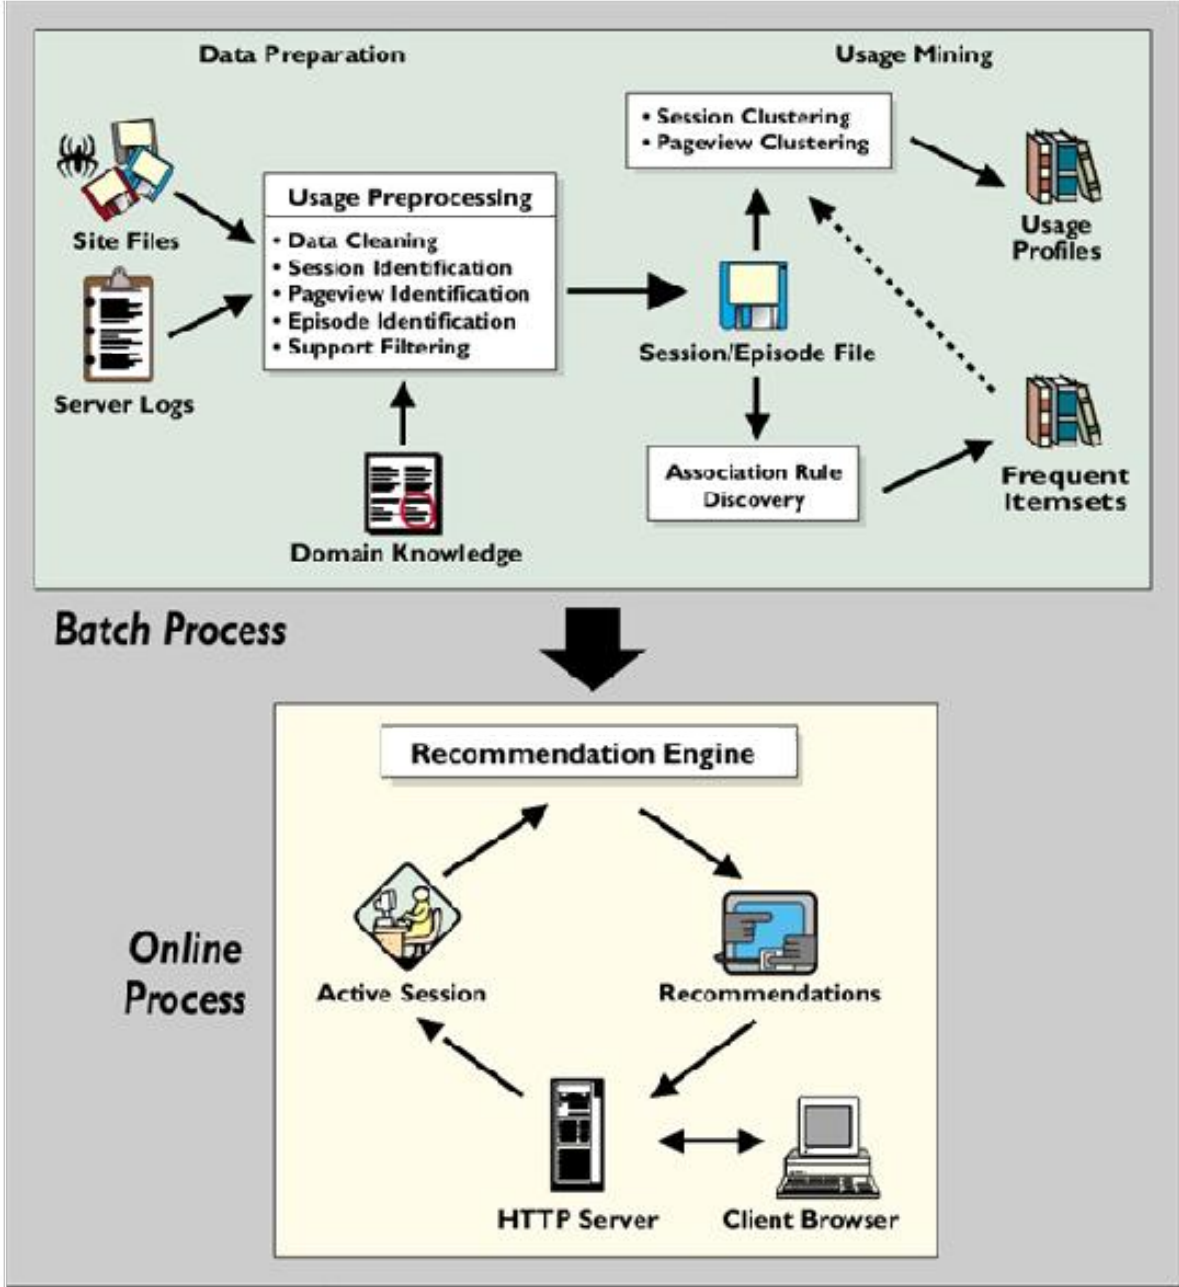 Data Preparation
Usage Mining
Site Files
Server Logs
Usage Preprocessing
• Data Cleaning
• Session Identification
• Pageview Identification
• Episode Identification
• Support Filtering
Domain Knowledge
• Session Clustering
• Pageview Clustering
Usage
Profiles
Session/Episode File
Association Rule
Discovery
Frequent
Itemsets
Batch Process
Recommendation Engine
Online
Process
Active Session
Recommendations
HTTP Server
Client Browser